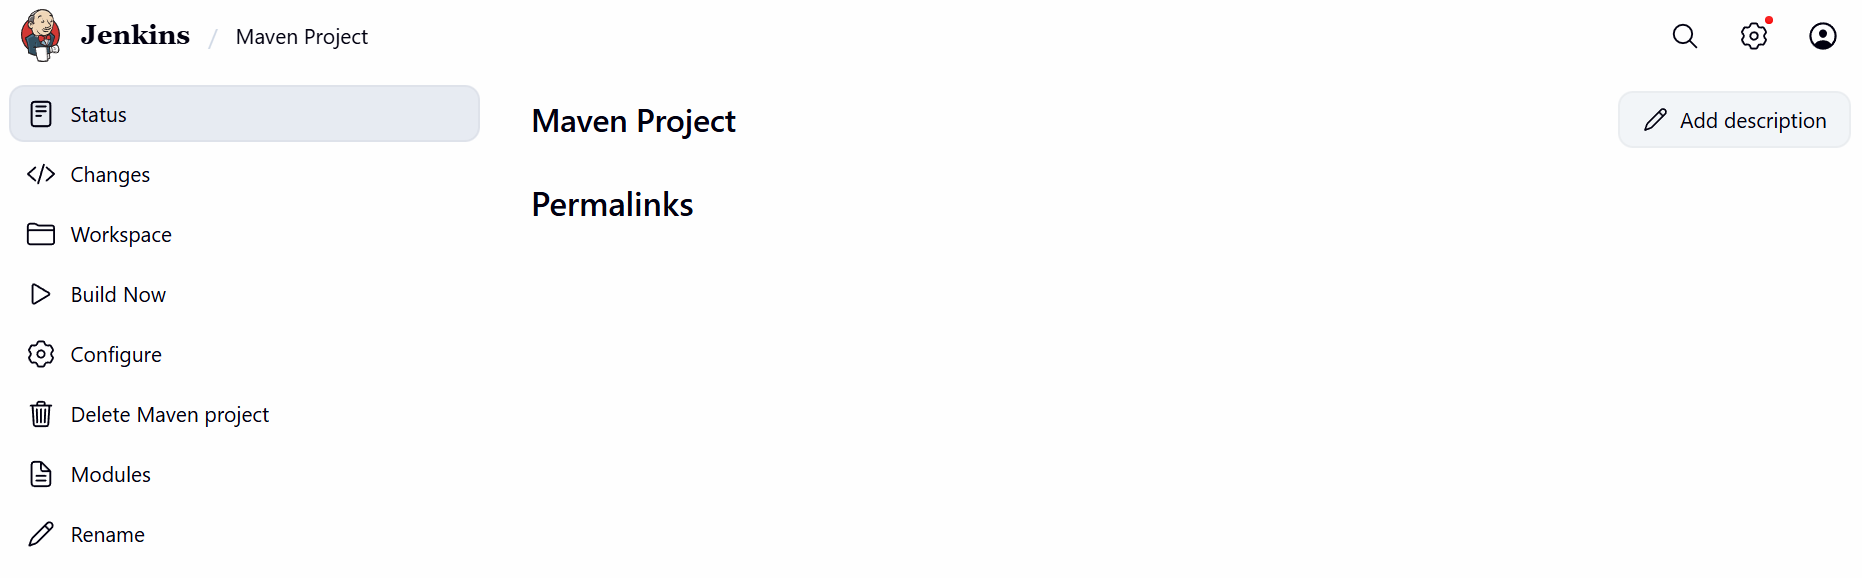 Jenkins / Maven Project
Status
Changes
Workspace
Build Now
Configure
Delete Maven project
Modules
Rename
Maven Project
Add description
Permalinks